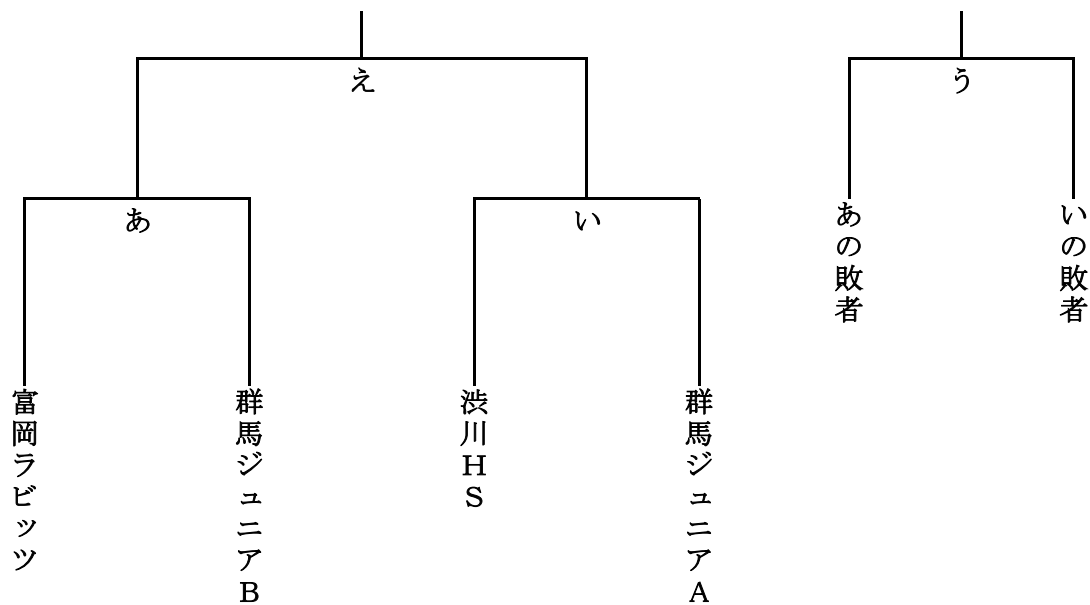 え
う
あ
い
あの敗者
いの敗者
富岡ラビッツ
群馬ジュニアB
渋川HS
群馬ジュニアA